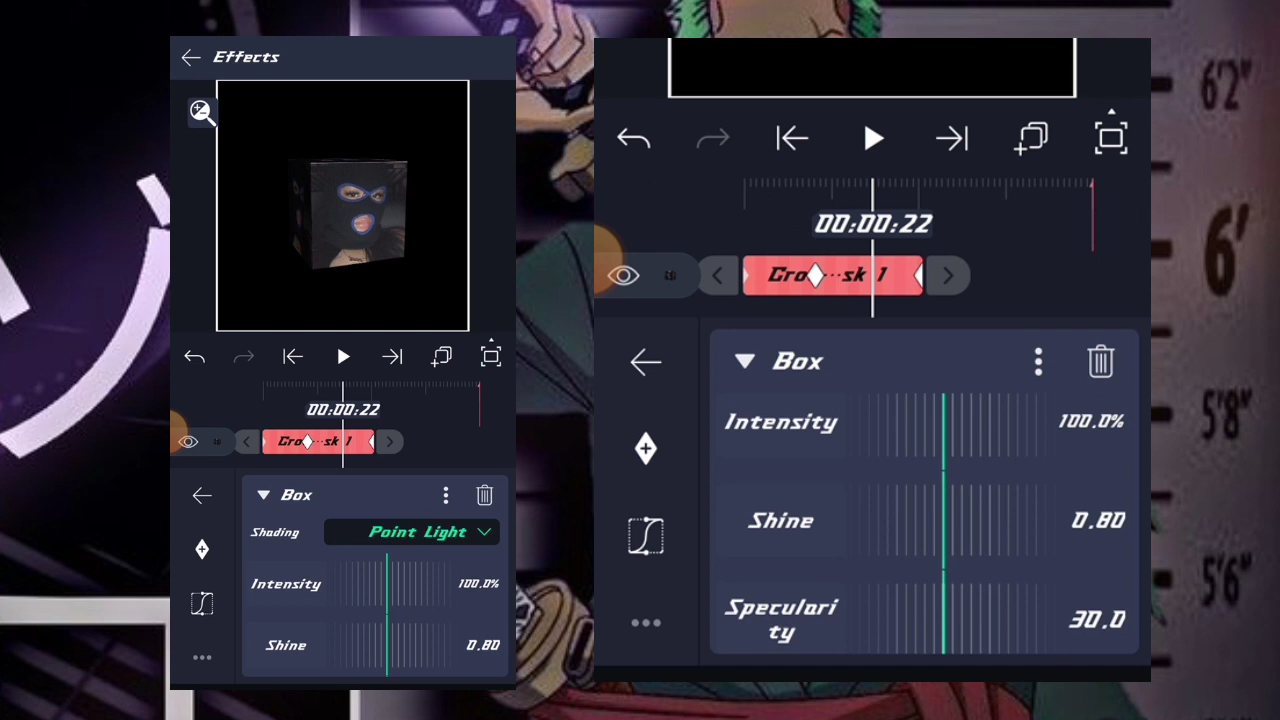 Effects
00:00:22
Gro···sk 1
Box
Shading
Point Light
Intensity
100.0%
Shine
0.80
00:00:22
Gro···sk 1
Box
Intensity
100.0%
Shine
0.80
Speculari
ty
30.0
6'2"
6'
5'8"
5'6"